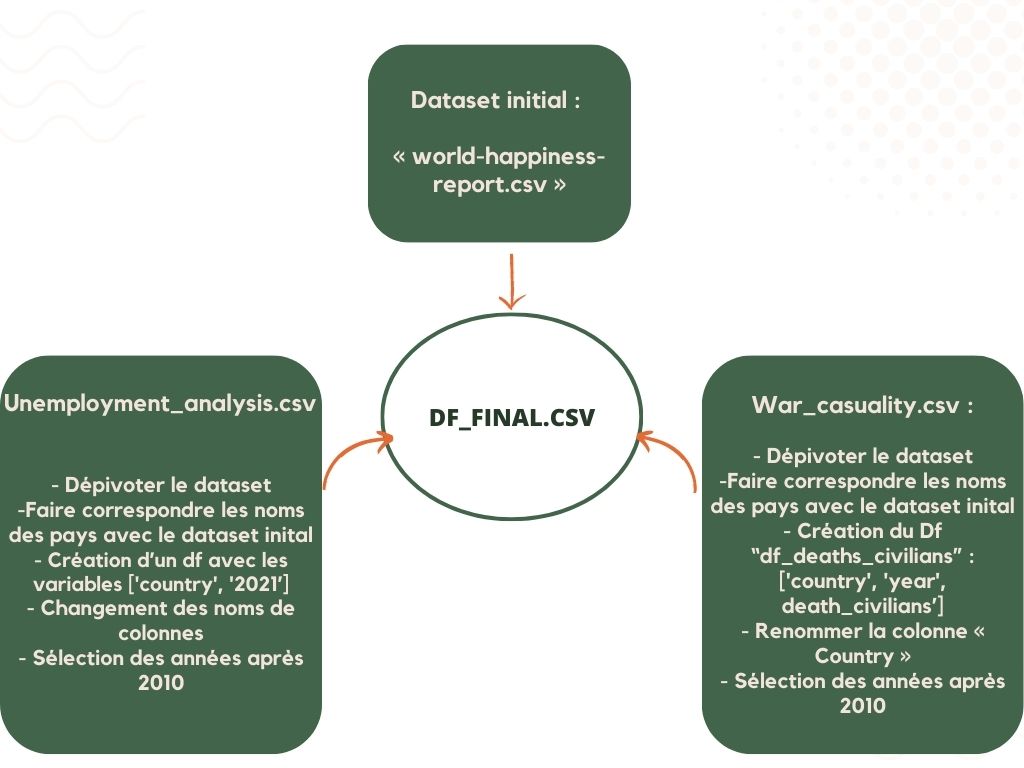 Dataset initial :
« world-happiness-
report.csv »
DF_FINAL.CSV
Unemployment_analysis.csv
- Dépivoter le dataset
-Faire correspondre les noms
des pays avec le dataset inital
- Création d'un df avec les
variables ['country', '2021']
- Changement des noms de
colonnes
- Sélection des années après
2010
War_casuality.csv :
- Dépivoter le dataset
-Faire correspondre les noms
des pays avec le dataset inital
- Création du Df
“df_deaths_civilians” :
['country', 'year',
death_civilians']
- Renommer la colonne «
Country »
- Sélection des années après
2010